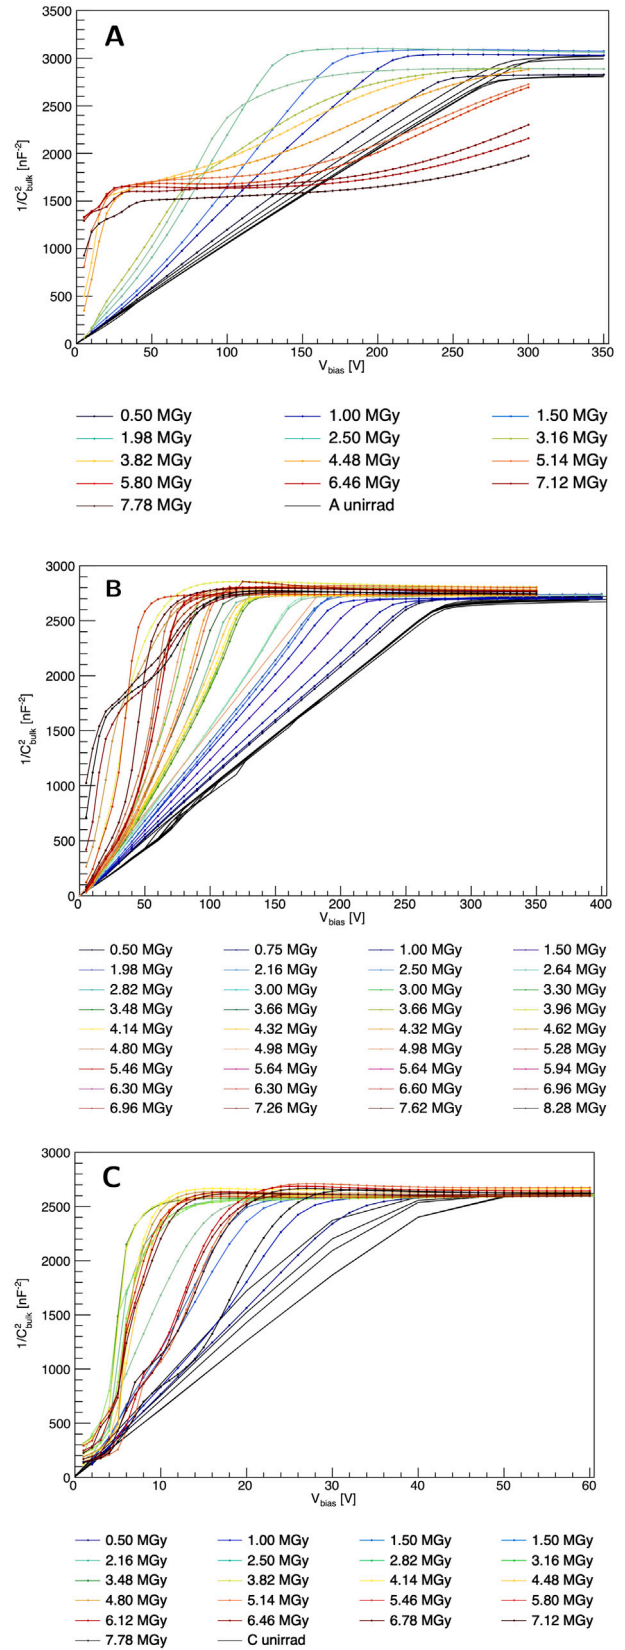 A
3500
3000
2500
2000
1500
1000
500
0
1/C²bulk [nF⁻²]
0 50 100 150 200 250 300 350
Vbias [V]
0.50 MGy 1.00 MGy 1.50 MGy
1.98 MGy 2.50 MGy 3.16 MGy
3.82 MGy 4.48 MGy 5.14 MGy
5.80 MGy 6.46 MGy 7.12 MGy
7.78 MGy A unirrad
B
3000
2500
2000
1500
1000
500
0
1/C²bulk [nF⁻²]
0 50 100 150 200 250 300 350 400
Vbias [V]
0.50 MGy 0.75 MGy 1.00 MGy 1.50 MGy
1.98 MGy 2.16 MGy 2.50 MGy 2.64 MGy
2.82 MGy 3.00 MGy 3.00 MGy 3.30 MGy
3.48 MGy 3.66 MGy 3.66 MGy 3.96 MGy
4.14 MGy 4.32 MGy 4.32 MGy 4.62 MGy
4.80 MGy 4.98 MGy 4.98 MGy 5.28 MGy
5.46 MGy 5.64 MGy 5.64 MGy 5.94 MGy
6.30 MGy 6.30 MGy 6.60 MGy 6.96 MGy
6.96 MGy 7.26 MGy 7.62 MGy 8.28 MGy
C
3000
2500
2000
1500
1000
500
0
1/C²bulk [nF⁻²]
0 10 20 30 40 50 60
Vbias [V]
0.50 MGy 1.00 MGy 1.50 MGy 1.50 MGy
2.16 MGy 2.50 MGy 2.82 MGy 3.16 MGy
3.48 MGy 3.82 MGy 4.14 MGy 4.48 MGy
4.80 MGy 5.14 MGy 5.46 MGy 5.80 MGy
6.12 MGy 6.46 MGy 6.78 MGy 7.12 MGy
7.78 MGy C unirrad